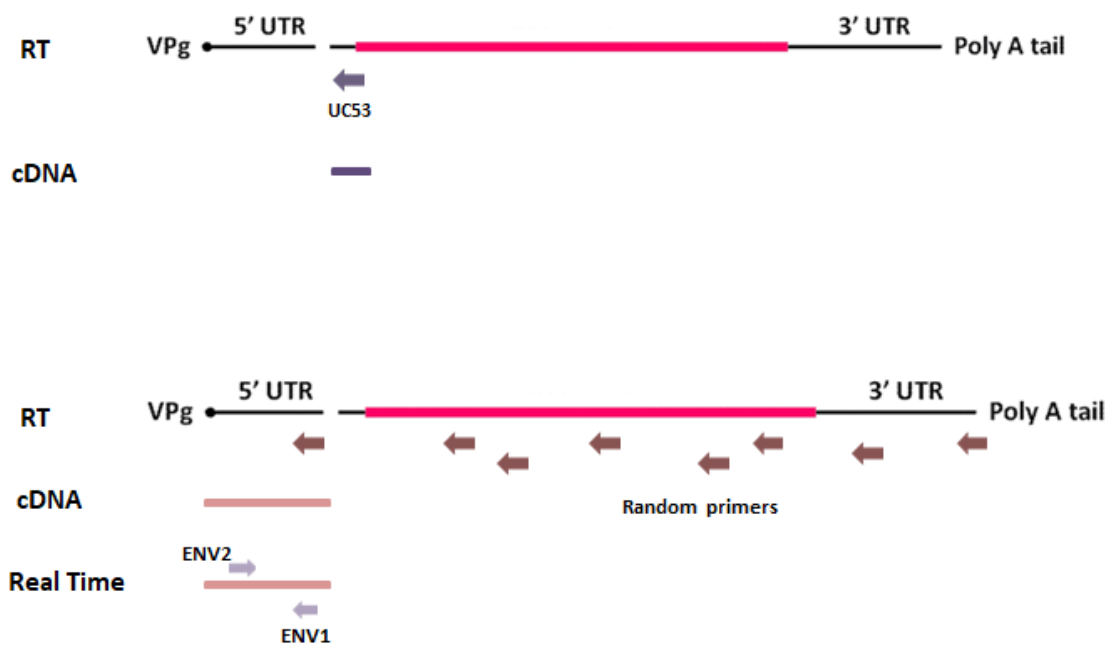 5' UTR
3' UTR
RT
VPg
Poly A tail
UC53
cDNA
5' UTR
3' UTR
RT
VPg
Poly A tail
cDNA
Random primers
ENV2
Real Time
ENV1